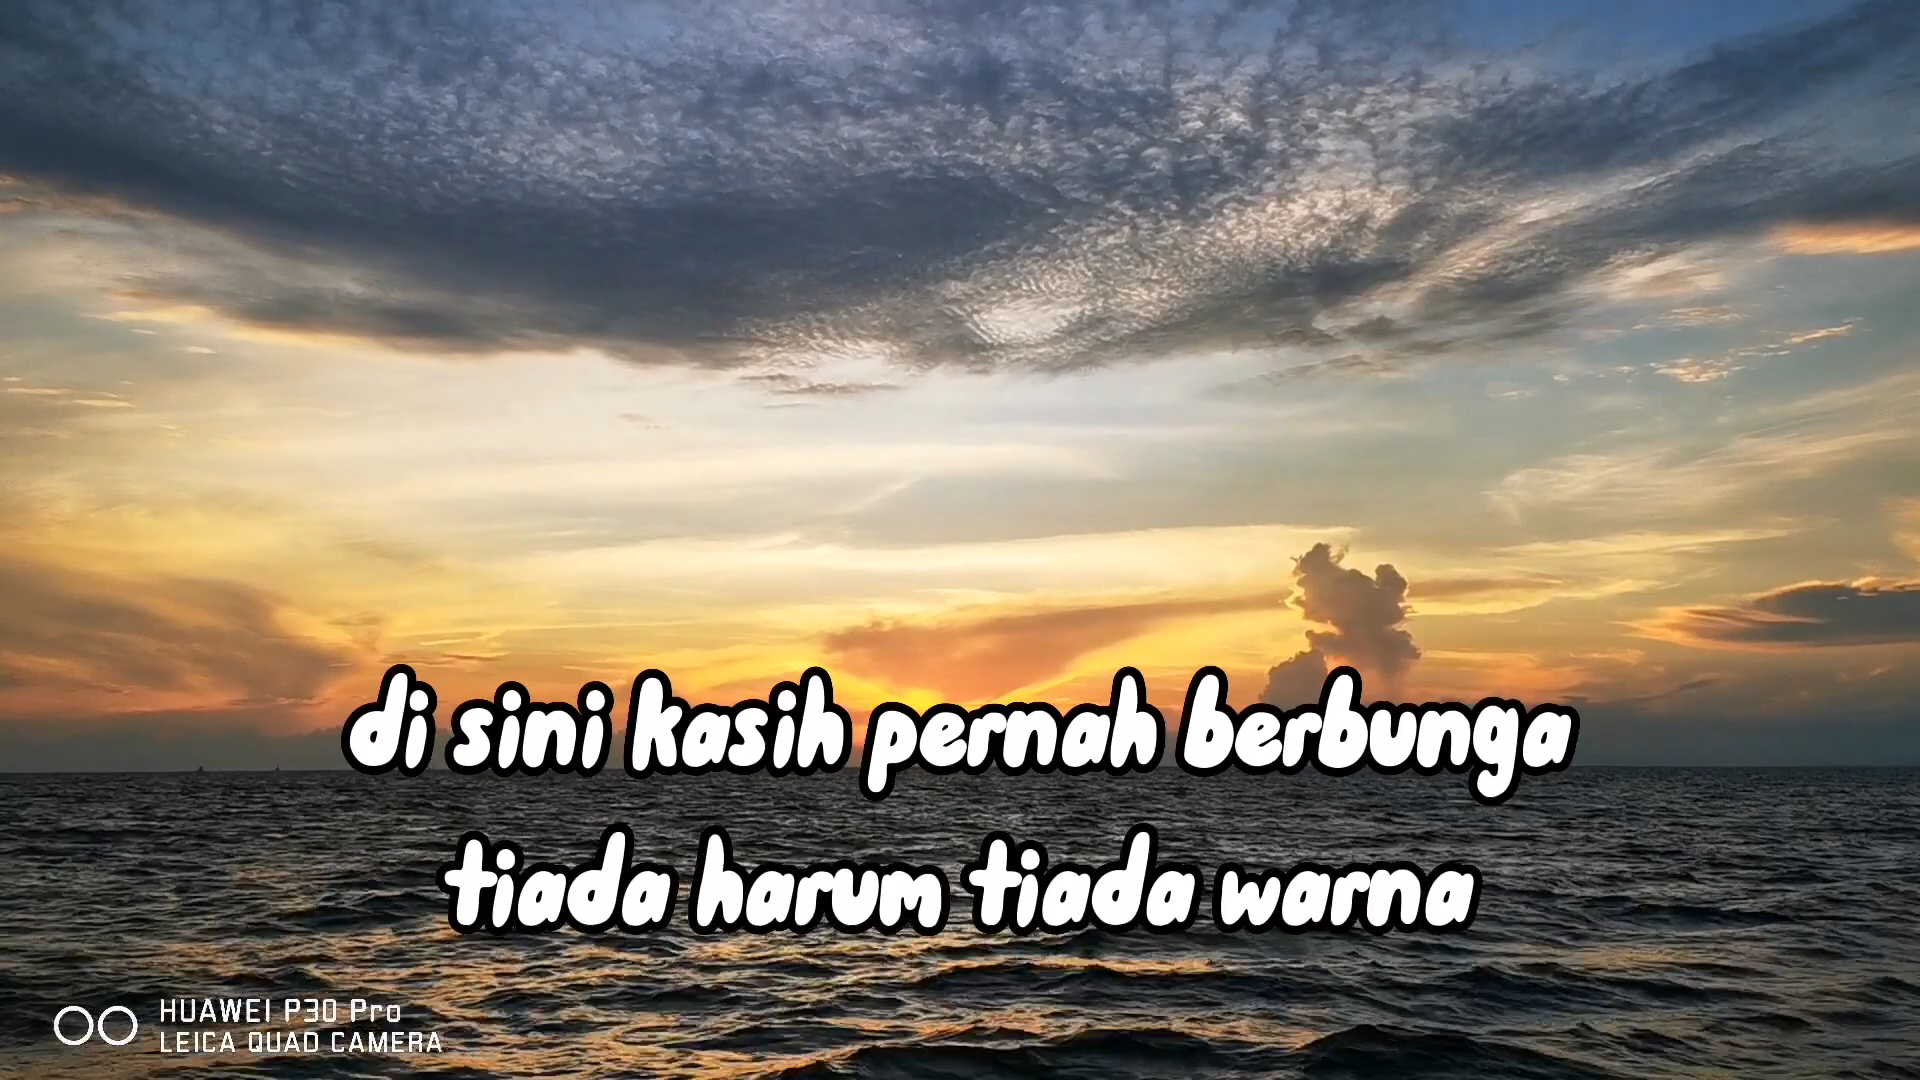 di sini kasih pernah berbunga
tiada harum tiada warna
HUAWEI P30 Pro
LEICA QUAD CAMERA